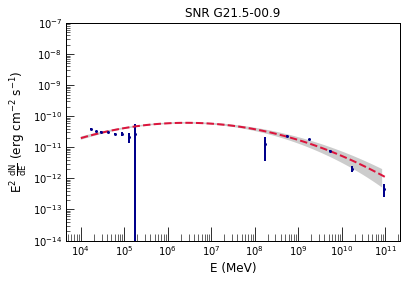 SNR G21.5-00.9
E² dN/dE (erg cm⁻² s⁻¹)
10⁻⁷
10⁻⁸
10⁻⁹
10⁻¹⁰
10⁻¹¹
10⁻¹²
10⁻¹³
10⁻¹⁴
10⁴ 10⁵ 10⁶ 10⁷ 10⁸ 10⁹ 10¹⁰ 10¹¹
E (MeV)